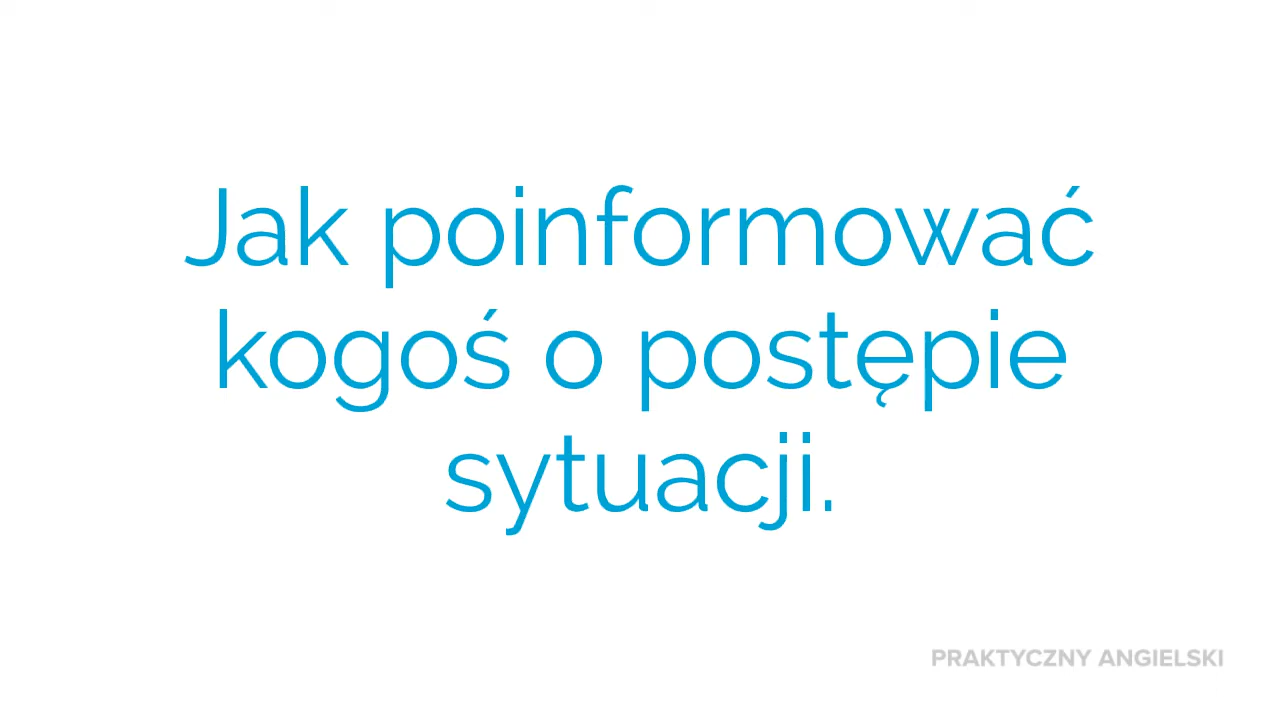 Jak poinformować
kogoś o postępie
sytuacji.
PRAKTYCZNY ANGIELSKI